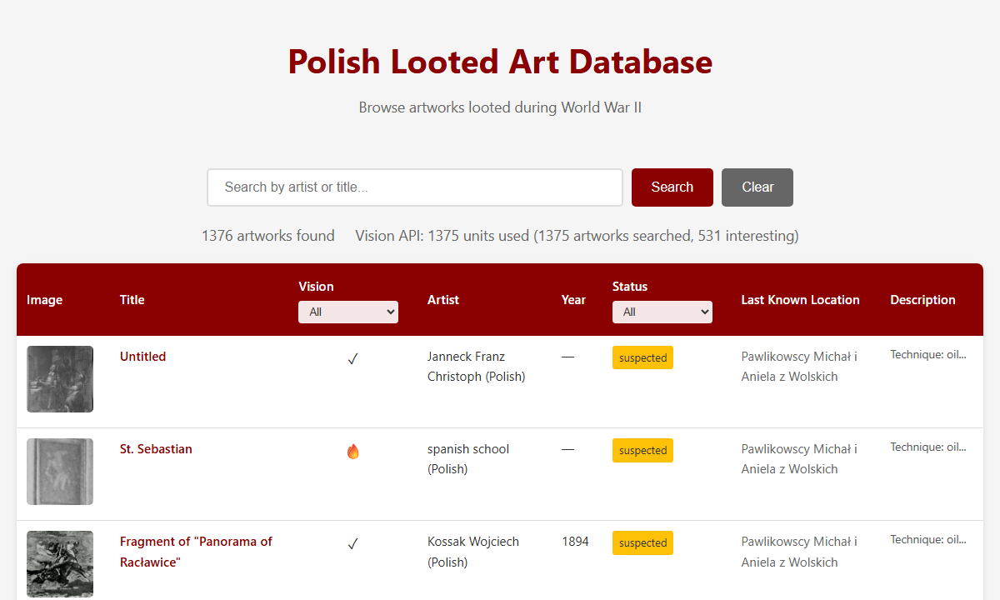 Polish Looted Art Database
Browse artworks looted during World War II
Search by artist or title...
Search
Clear
1376 artworks found
Vision API: 1375 units used (1375 artworks searched, 531 interesting)
Image
Title
Vision
All
Artist
Year
Status
All
Last Known Location
Description
Untitled
✓
Janneck Franz
Christoph (Polish)
—
suspected
Pawlikowscy Michał i
Aniela z Wolskich
Technique: oil...
St. Sebastian
spanish school
(Polish)
—
suspected
Pawlikowscy Michał i
Aniela z Wolskich
Technique: oil...
Fragment of "Panorama of
Racławice"
✓
Kossak Wojciech
(Polish)
1894
suspected
Pawlikowscy Michał i
Aniela z Wolskich
Technique: oil...